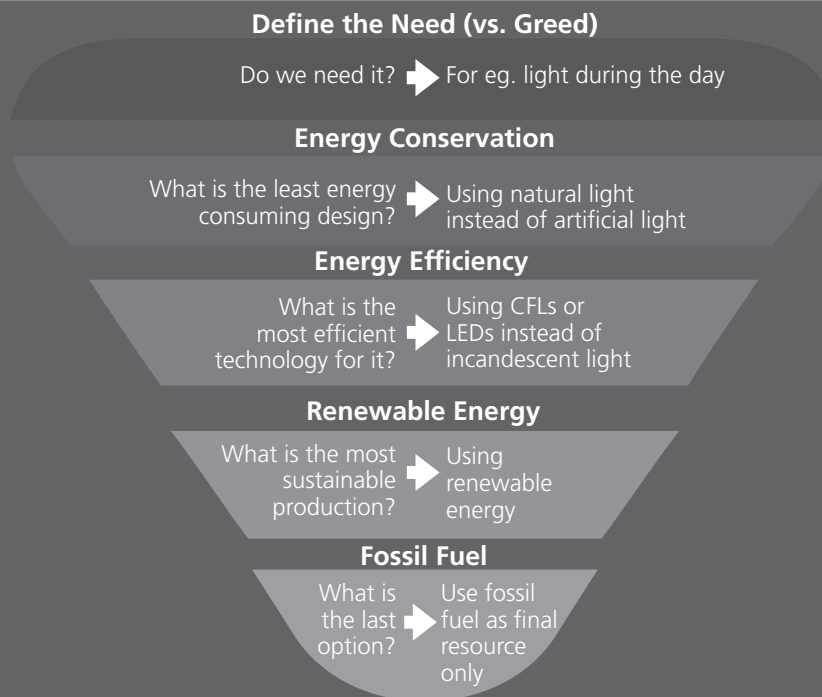 Define the Need (vs. Greed)
Do we need it?
For eg. light during the day
Energy Conservation
What is the least energy
consuming design?
Using natural light
instead of artificial light
Energy Efficiency
What is the
most efficient
technology for it?
Using CFLs or
LEDs instead of
incandescent light
Renewable Energy
What is the most
sustainable
production?
Using
renewable
energy
Fossil Fuel
What is
the last
option?
Use fossil
fuel as final
resource
only